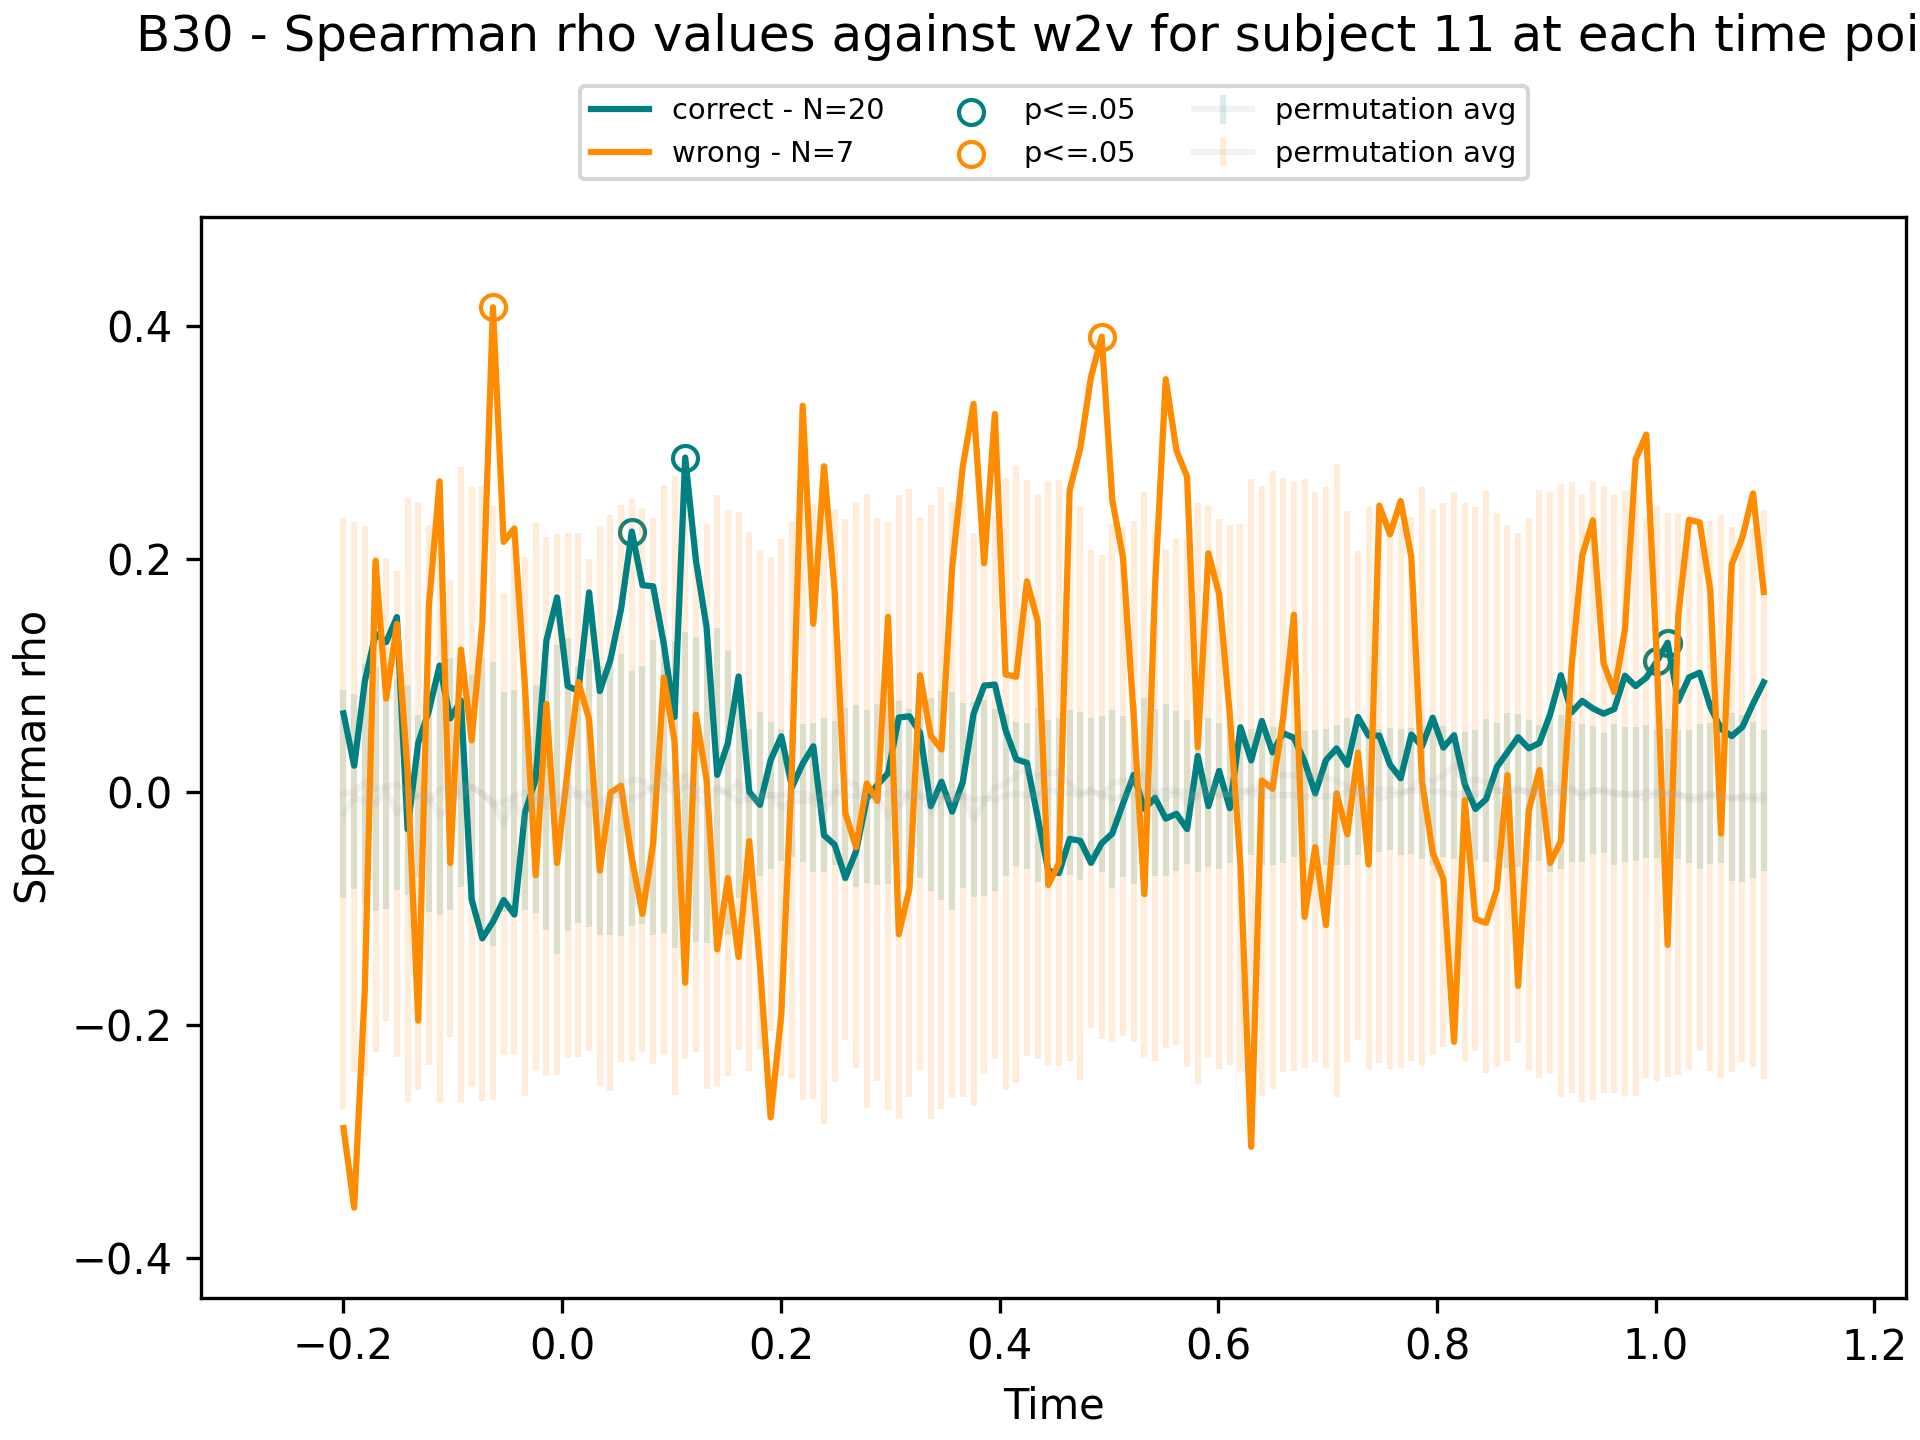 B30 - Spearman rho values against w2v for subject 11 at each time poi
correct - N=20
wrong - N=7
p<=.05
p<=.05
permutation avg
permutation avg
Spearman rho
0.4
0.2
0.0
−0.2
−0.4
−0.2 0.0 0.2 0.4 0.6 0.8 1.0 1.2
Time